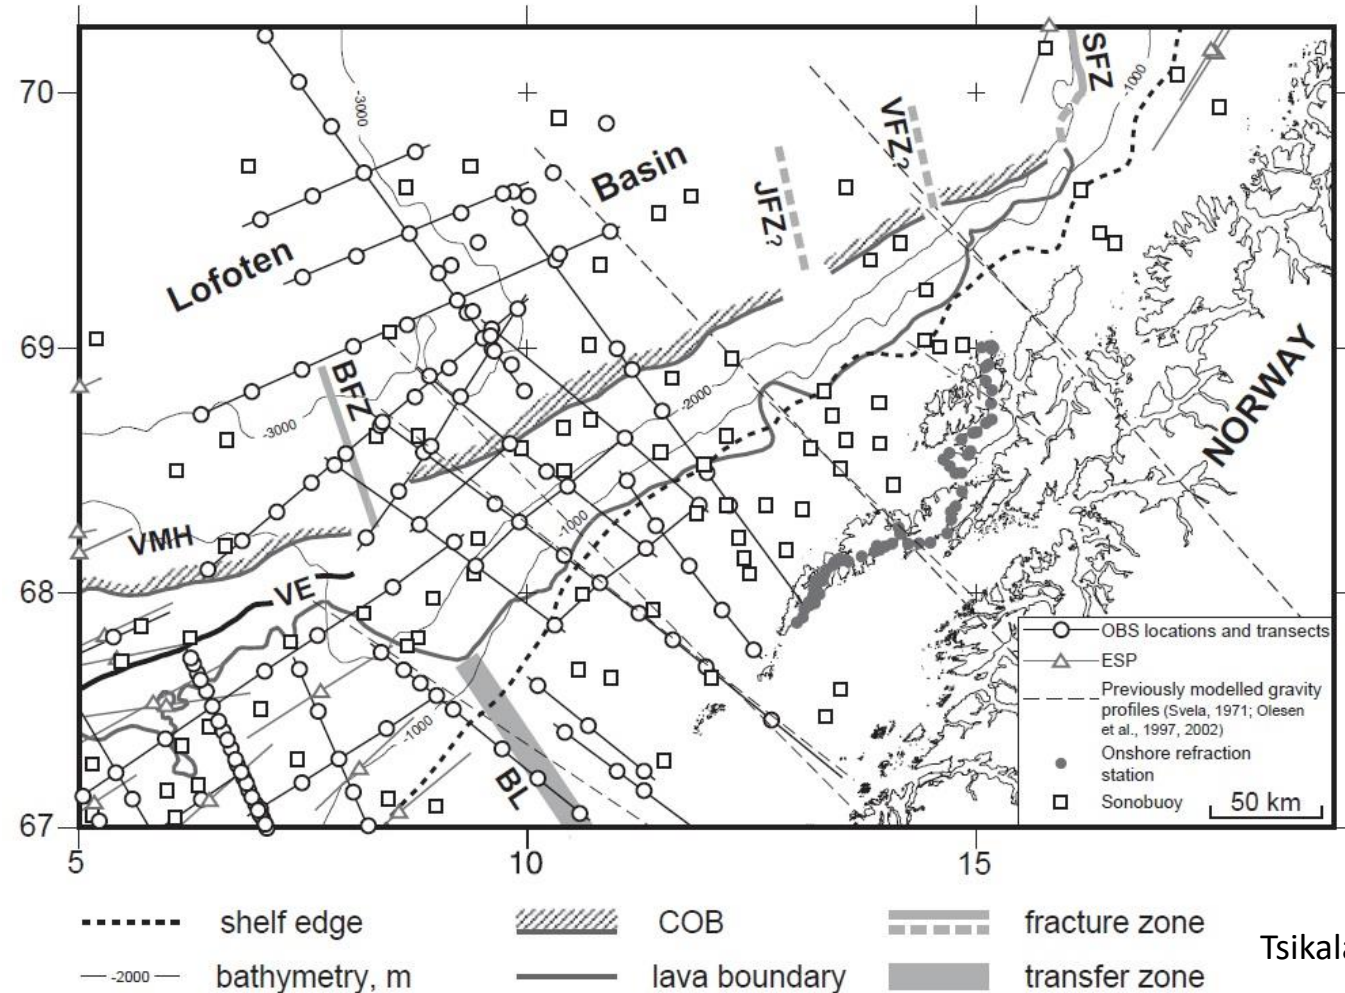 SFZ
-1000
70
-3000
VFZ?
Basin
JFZ?
Lofoten
69
BFZ
-2000
-3000
NORWAY
-1000
VMH
68
VE
OBS locations and transects
ESP
Previously modelled gravity
profiles (Svela, 1971; Olesen
et al., 1997, 2002)
-1000
Onshore refraction
station
BL
Sonobuoy
50 km
67
5
10
15
shelf edge
COB
fracture zone
Tsikala
-2000
bathymetry, m
lava boundary
transfer zone